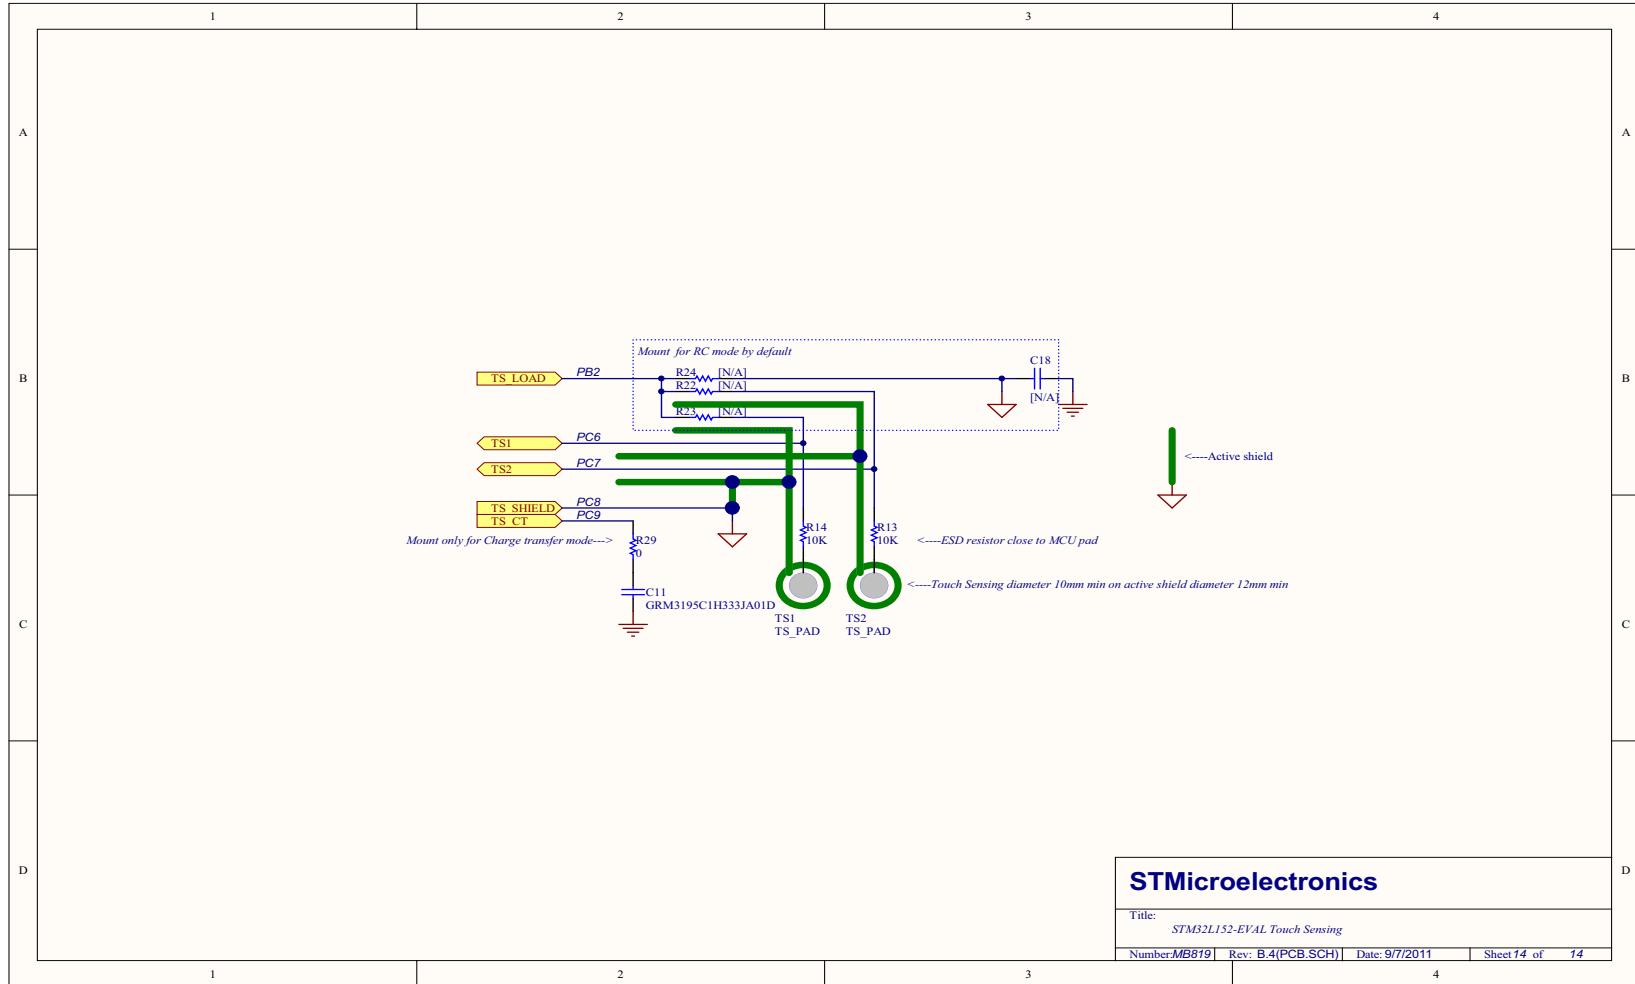 1 2 3 4
A A
Mount for RC mode by default
C18
TS_LOAD PB2 R24 [N/A]
B B
R22 [N/A]
[N/A]
R23 [N/A]
TS1 PC6
<----Active shield
TS2 PC7
TS_SHIELD PC8
TS_CT PC9
R14 R13
10K 10K
<----ESD resistor close to MCU pad
Mount only for Charge transfer mode---> R29
0
<----Touch Sensing diameter 10mm min on active shield diameter 12mm min
C11
GRM3195C1H333JA01D
TS1 TS2
TS_PAD TS_PAD
C C
D D
STMicroelectronics
Title:
STM32L152-EVAL Touch Sensing
Number:MB819 Rev: B.4(PCB.SCH) Date: 9/7/2011 Sheet 14 of 14
1 2 3 4